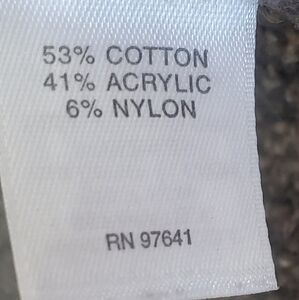 53% COTTON
41% ACRYLIC
6% NYLON
RN 97641